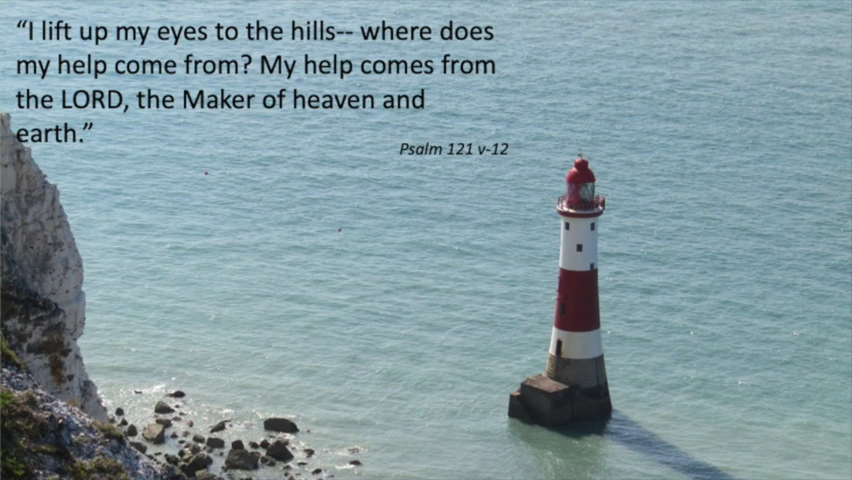 “I lift up my eyes to the hills-- where does
my help come from? My help comes from
the LORD, the Maker of heaven and
earth.”
Psalm 121 v-12